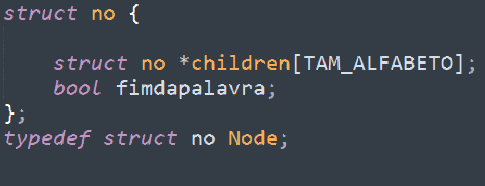 struct no {
struct no *children[TAM_ALFABETO];
bool fimdapalavra;
};
typedef struct no Node;